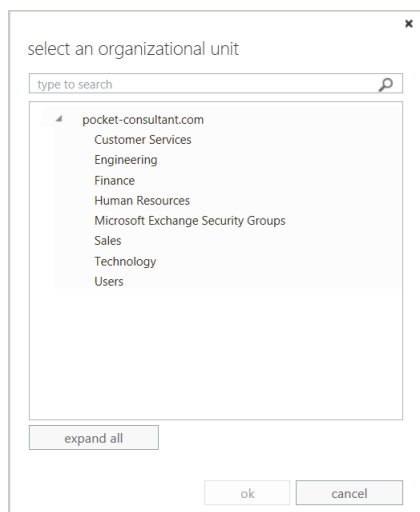 select an organizational unit
type to search
pocket-consultant.com
Customer Services
Engineering
Finance
Human Resources
Microsoft Exchange Security Groups
Sales
Technology
Users
expand all
ok
cancel